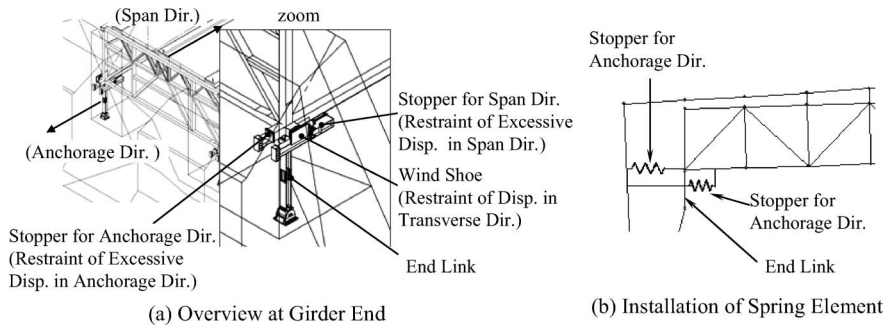 (Span Dir.)
zoom
(Anchorage Dir. )
Stopper for Span Dir.
(Restraint of Excessive
Disp. in Span Dir.)
Wind Shoe
(Restraint of Disp. in
Transverse Dir.)
Stopper for Anchorage Dir.
(Restraint of Excessive
Disp. in Anchorage Dir.)
End Link
(a) Overview at Girder End
Stopper for
Anchorage Dir.
Stopper for
Anchorage Dir.
End Link
(b) Installation of Spring Element